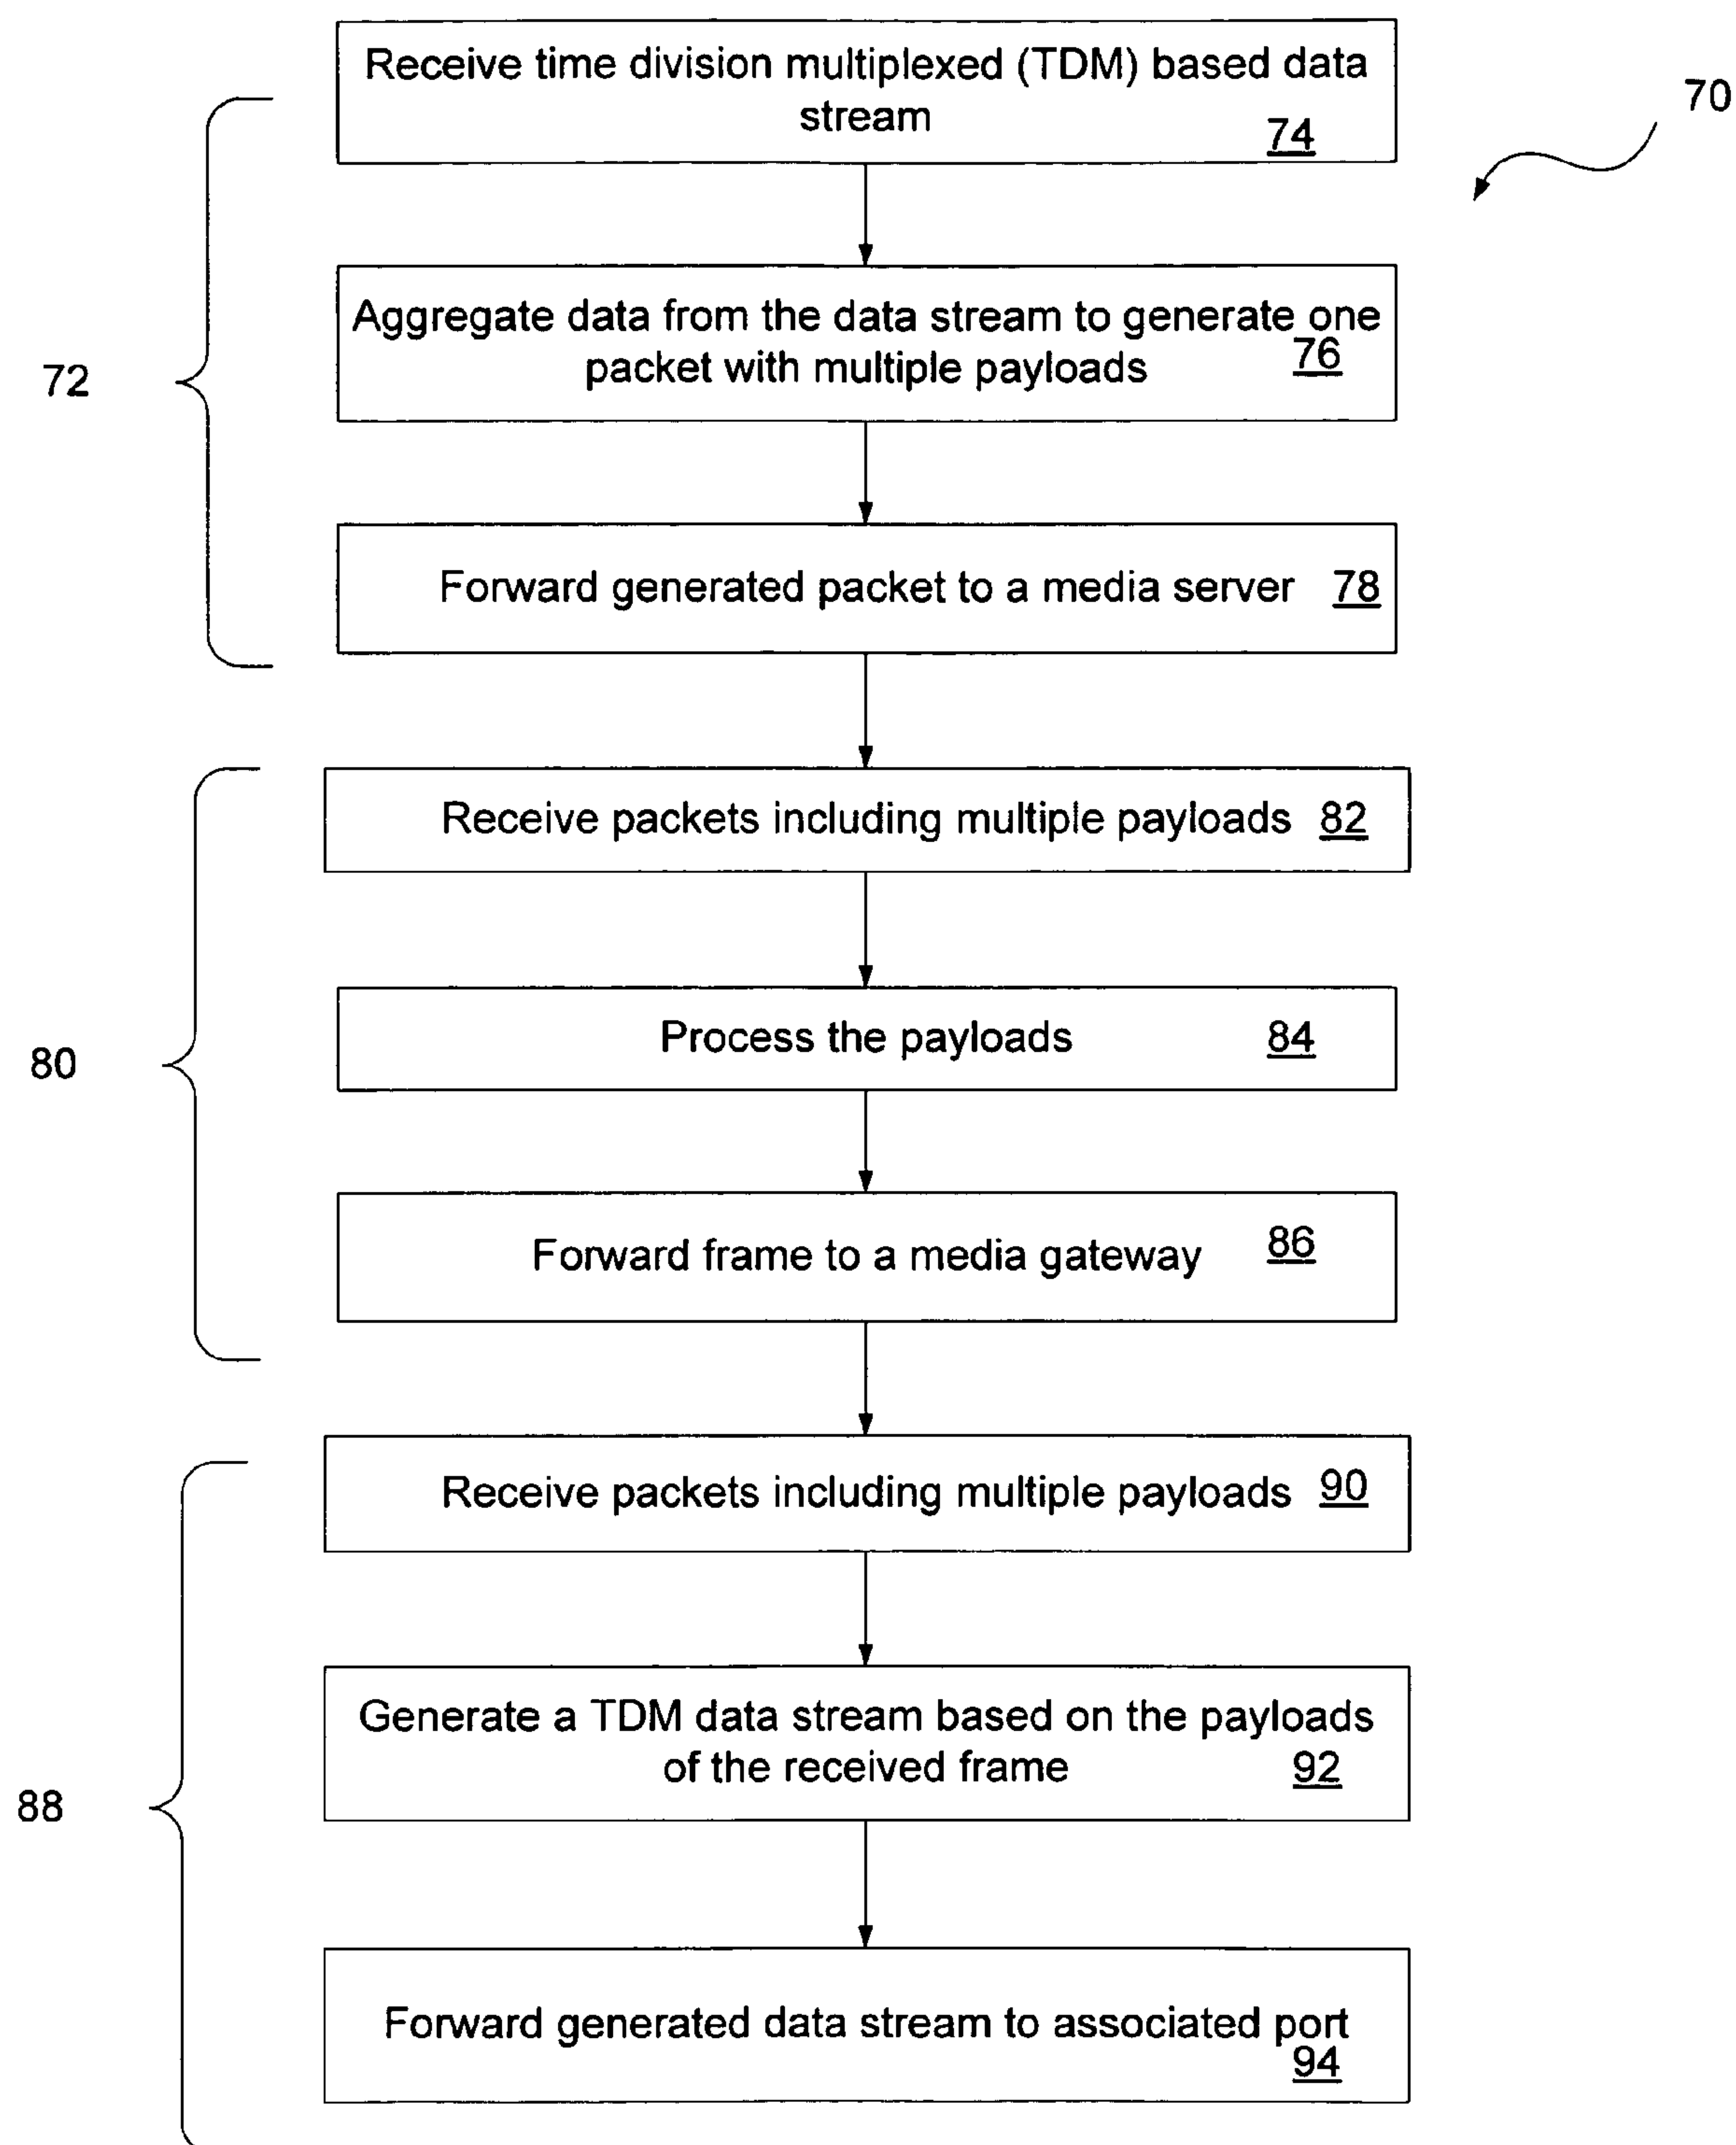 Receive time division multiplexed (TDM) based data
stream
74
70
Aggregate data from the data stream to generate one
packet with multiple payloads
76
72
Forward generated packet to a media server 78
Receive packets including multiple payloads 82
Process the payloads 84
80
Forward frame to a media gateway 86
Receive packets including multiple payloads 90
Generate a TDM data stream based on the payloads
of the received frame 92
88
Forward generated data stream to associated port
94